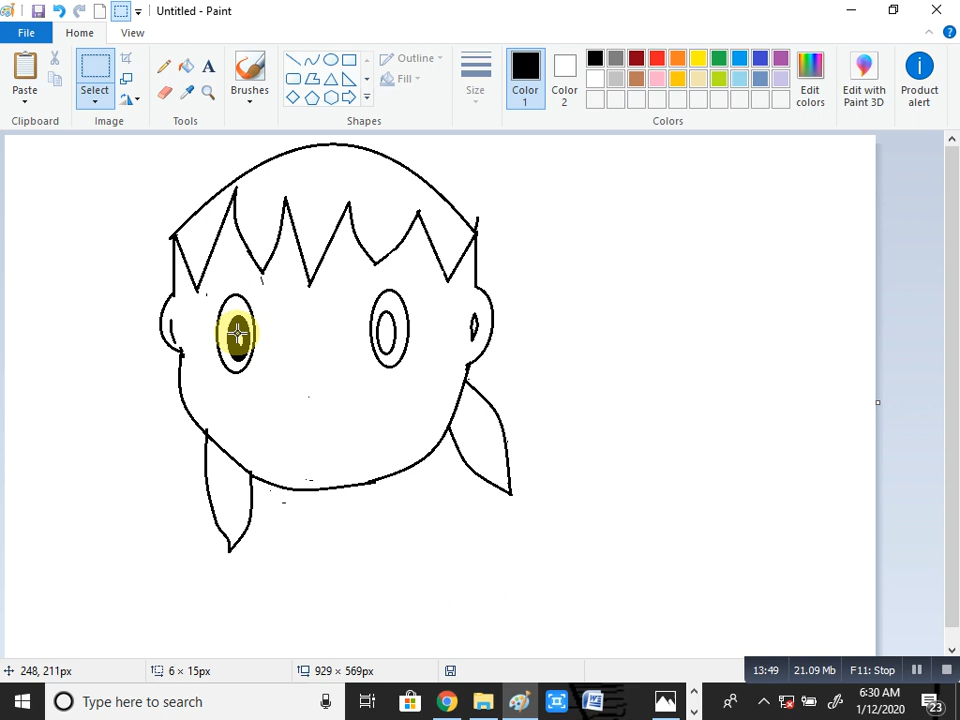 Untitled - Paint
File Home View
Paste
Select
Brushes
Outline
Fill
Size
Color 1
Color 2
Edit colors
Edit with Paint 3D
Product alert
Clipboard Image Tools Shapes Colors
248, 211px 6 × 15px 929 × 569px 13:49 21.09 Mb F11: Stop
Type here to search
6:30 AM
1/12/2020
23